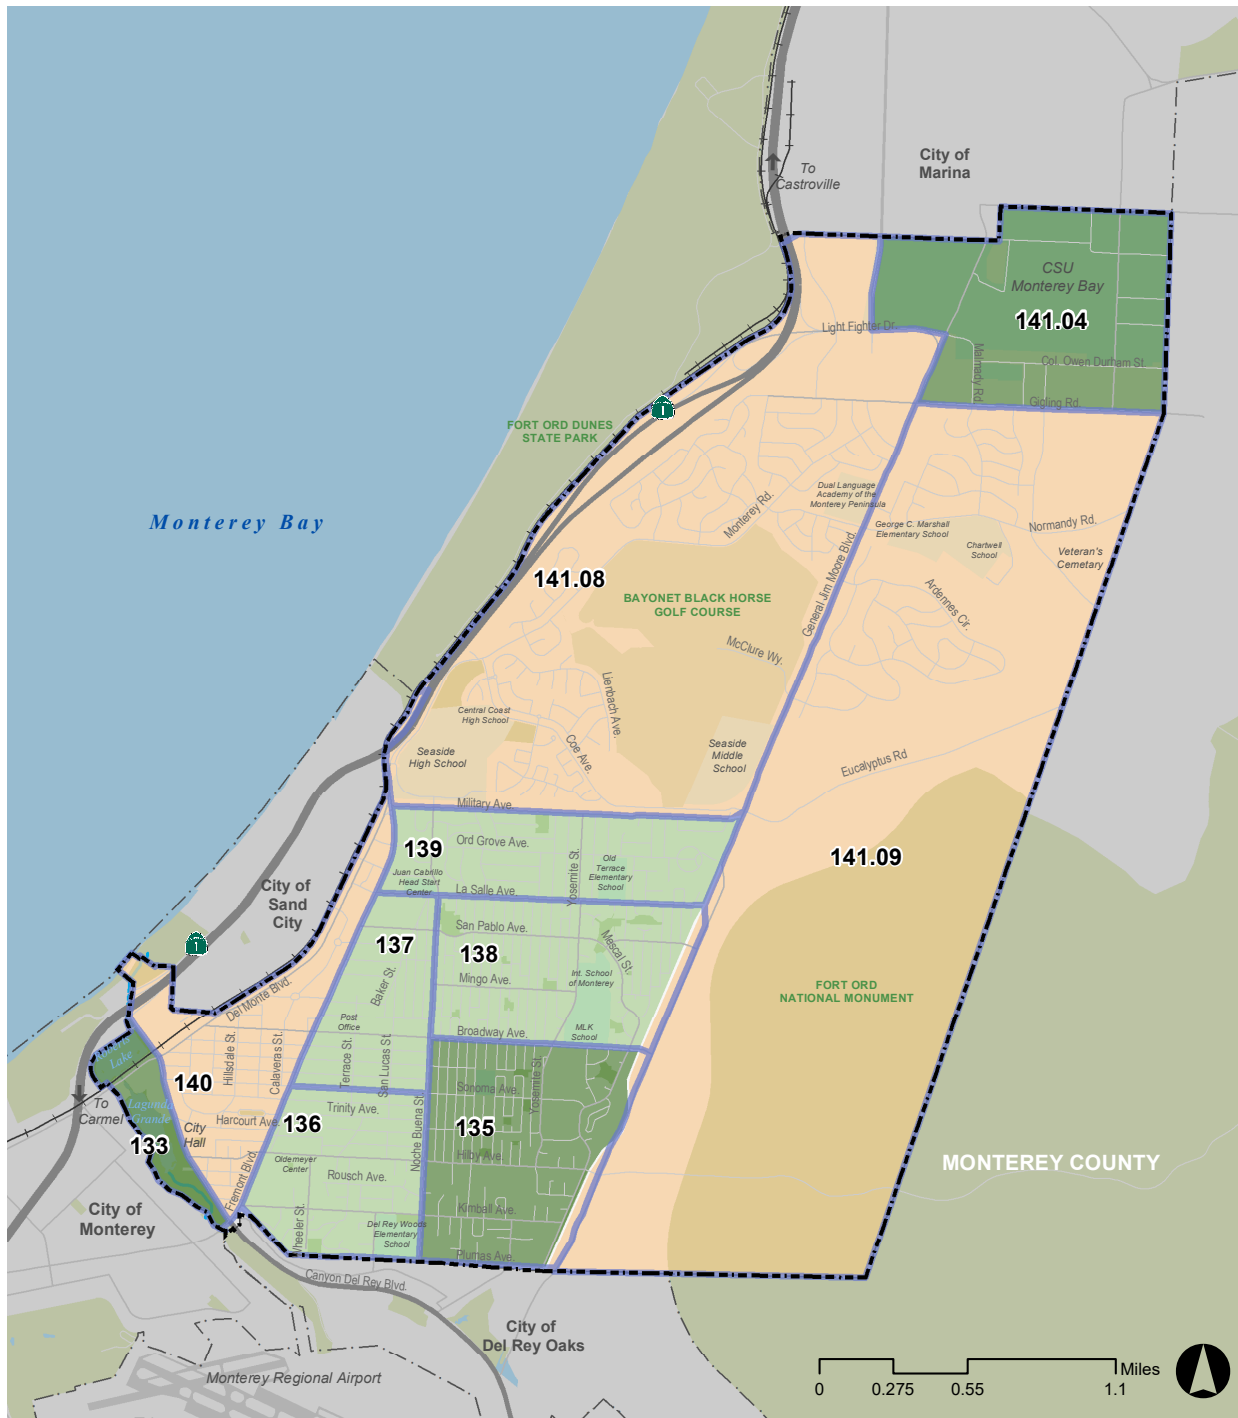 City of
Marina
To
Castroville
CSU
Monterey Bay
141.04
Light Fighter Dr.
Malmady Rd.
Col. Owen Durham St.
Gigling Rd.
1
FORT ORD DUNES
STATE PARK
Monterey Bay
Dual Language
Academy of the
Monterey Peninsula
Monterey Rd.
George C. Marshall
Elementary School
Normandy Rd.
Chartwell
School
Veteran's
Cemetery
General Jim Moore Blvd.
141.08
BAYONET BLACK HORSE
GOLF COURSE
Ardennes Cir.
McClure Wy.
Lienbach Ave.
Central Coast
High School
Coe Ave.
Seaside
High School
Seaside
Middle
School
Eucalyptus Rd
Military Ave.
Ord Grove Ave.
139
141.09
Juan Cabrillo
Head Start
Center
Yosemite St.
Old
Terrace
Elementary
School
La Salle Ave.
City of
Sand
City
San Pablo Ave.
137
138
Mescal St.
1
Baker St.
Mingo Ave.
Int. School
of Monterey
FORT ORD
NATIONAL MONUMENT
Del Monte Blvd.
Post
Office
Broadway Ave.
MLK
School
Roberts
Lake
Hillsdale St.
Calaveras St.
Terrace St.
San Lucas St.
140
Sonoma Ave.
Yosemite St.
To
Carmel
Laguna
Grande
Trinity Ave.
Harcourt Ave.
136
Noche Buena St.
135
133
City
Hall
Hilby Ave.
Oldemeyer
Center
Rousch Ave.
MONTEREY COUNTY
Fremont Blvd.
City of
Monterey
Wheeler St.
Kimball Ave.
Del Rey Woods
Elementary
School
Plumas Ave.
Canyon Del Rey Blvd.
City of
Del Rey Oaks
Monterey Regional Airport
Miles
0 0.275 0.55 1.1